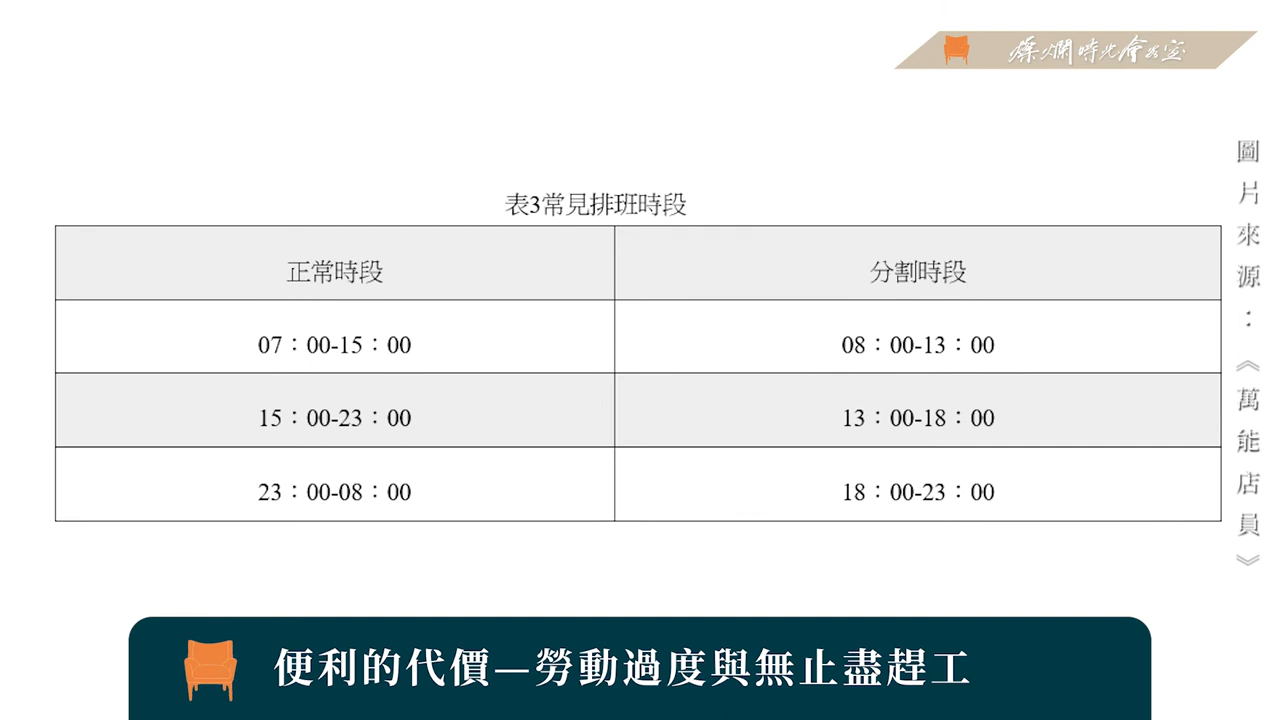 燦爛時光會客室
表3常見排班時段
正常時段 分割時段
07：00-15：00 08：00-13：00
15：00-23：00 13：00-18：00
23：00-08：00 18：00-23：00
圖片來源：《萬能店員》
便利的代價—勞動過度與無止盡趕工